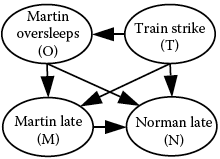 Martin
oversleeps
(O)
Train strike
(T)
Martin late
(M)
Norman late
(N)